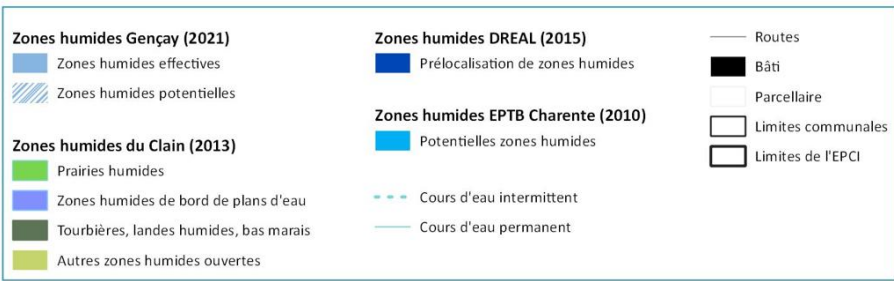 Zones humides Gençay (2021)
Zones humides effectives
Zones humides potentielles
Zones humides du Clain (2013)
Prairies humides
Zones humides de bord de plans d'eau
Tourbières, landes humides, bas marais
Autres zones humides ouvertes
Zones humides DREAL (2015)
Prélocalisation de zones humides
Zones humides EPTB Charente (2010)
Potentielles zones humides
Cours d'eau intermittent
Cours d'eau permanent
Routes
Bâti
Parcellaire
Limites communales
Limites de l'EPCI